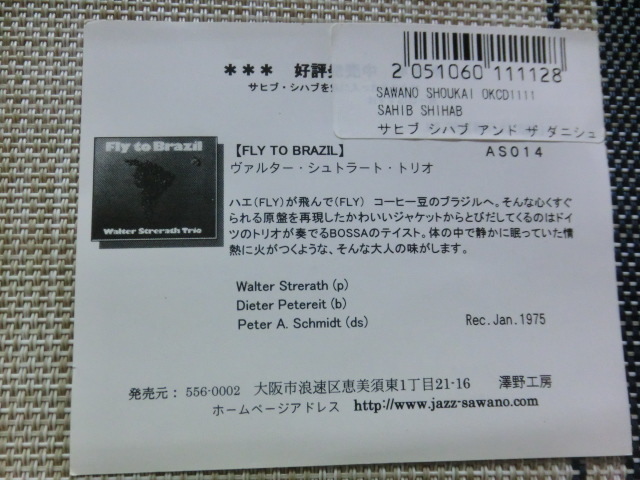 *** 好評
サヒブ・シハブを
2 051060 111128
SAWANO SHOUKAI OKCD1111
SAHIB SHIHAB
サヒブ シハブ アンド ザ ダニシュ
Fly to Brazil
Walter Strerath Trio
【FLY TO BRAZIL】 AS014
ヴァルター・シュトラート・トリオ
ハエ(FLY)が飛んで(FLY) コーヒー豆のブラジルへ。そんな心くすぐ
られる原盤を再現したかわいいジャケットからとびだしてくるのはドイ
ツのトリオが奏でるBOSSAのテイスト。体の中で静かに眠っていた情
熱に火がつくような、そんな大人の味がします。
Walter Strerath (p)
Dieter Petereit (b)
Peter A. Schmidt (ds) Rec.Jan.1975
発売元： 556-0002 大阪市浪速区恵美須東1丁目21-16 澤野工房
ホームページアドレス http://www.jazz-sawano.com